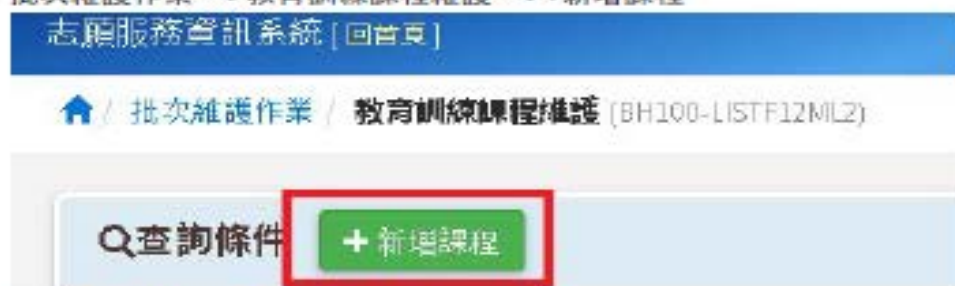 志願服務資訊系統 [回首頁]
/ 批次維護作業 / 教育訓練課程維護 (BH100-LISTF12ML2)
查詢條件
+ 新增課程